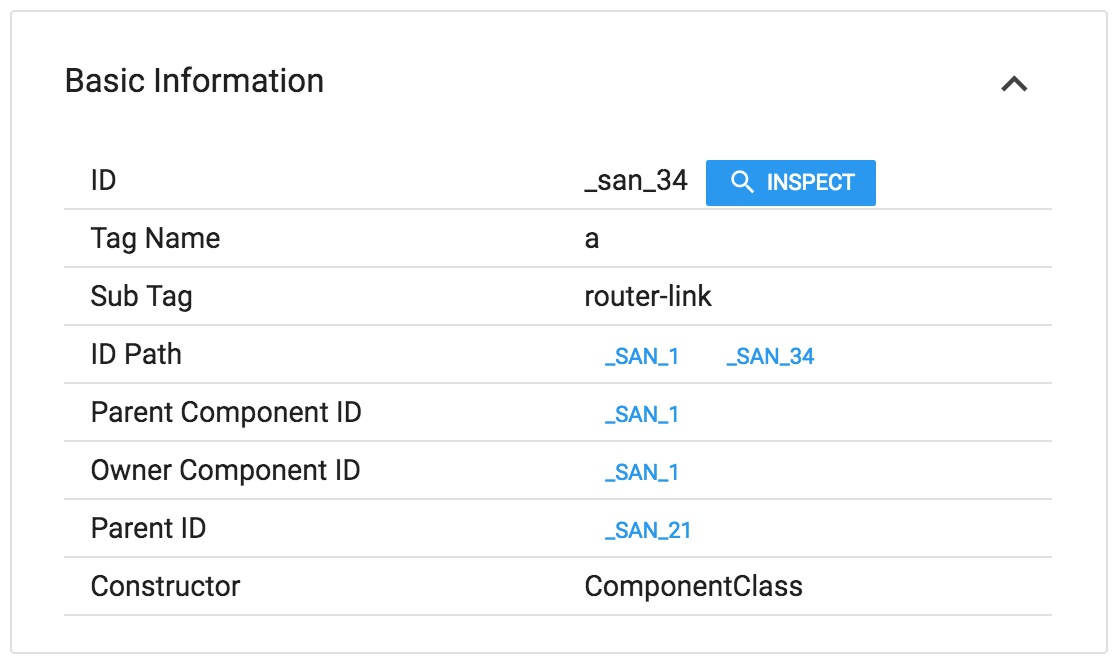 Basic Information
ID _san_34 INSPECT
Tag Name a
Sub Tag router-link
ID Path _SAN_1 _SAN_34
Parent Component ID _SAN_1
Owner Component ID _SAN_1
Parent ID _SAN_21
Constructor ComponentClass